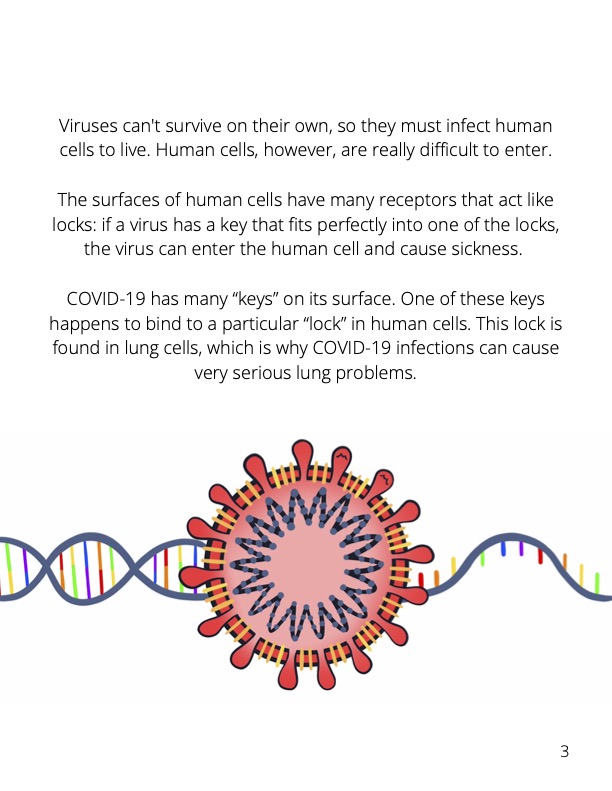 Viruses can't survive on their own, so they must infect human
cells to live. Human cells, however, are really difficult to enter.
The surfaces of human cells have many receptors that act like
locks: if a virus has a key that fits perfectly into one of the locks,
the virus can enter the human cell and cause sickness.
COVID-19 has many “keys” on its surface. One of these keys
happens to bind to a particular “lock” in human cells. This lock is
found in lung cells, which is why COVID-19 infections can cause
very serious lung problems.
3